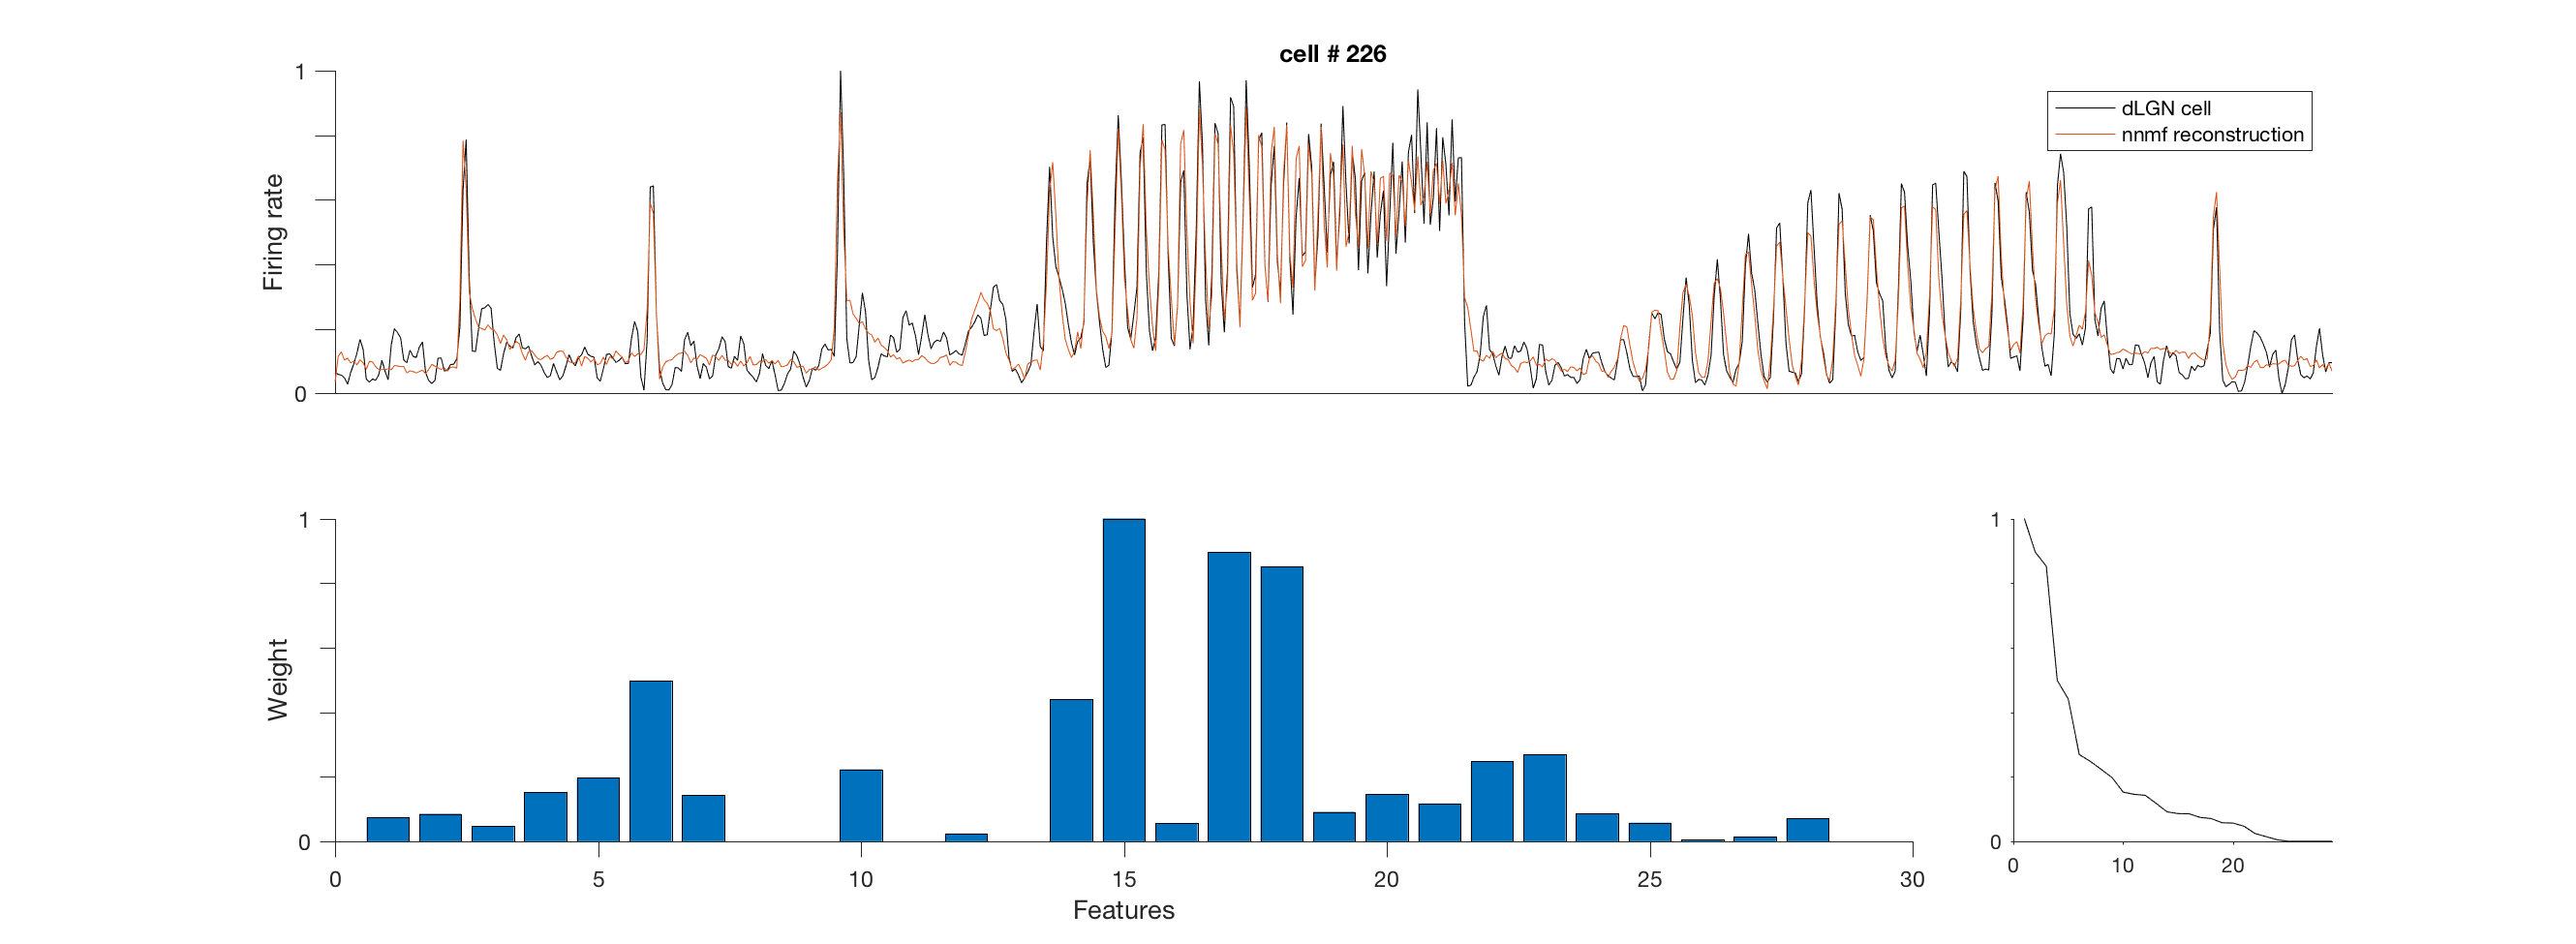 cell # 226
1
0
Firing rate
dLGN cell
nnmf reconstruction
1
0
Weight
0 5 10 15 20 25 30
Features
1
0
0 10 20